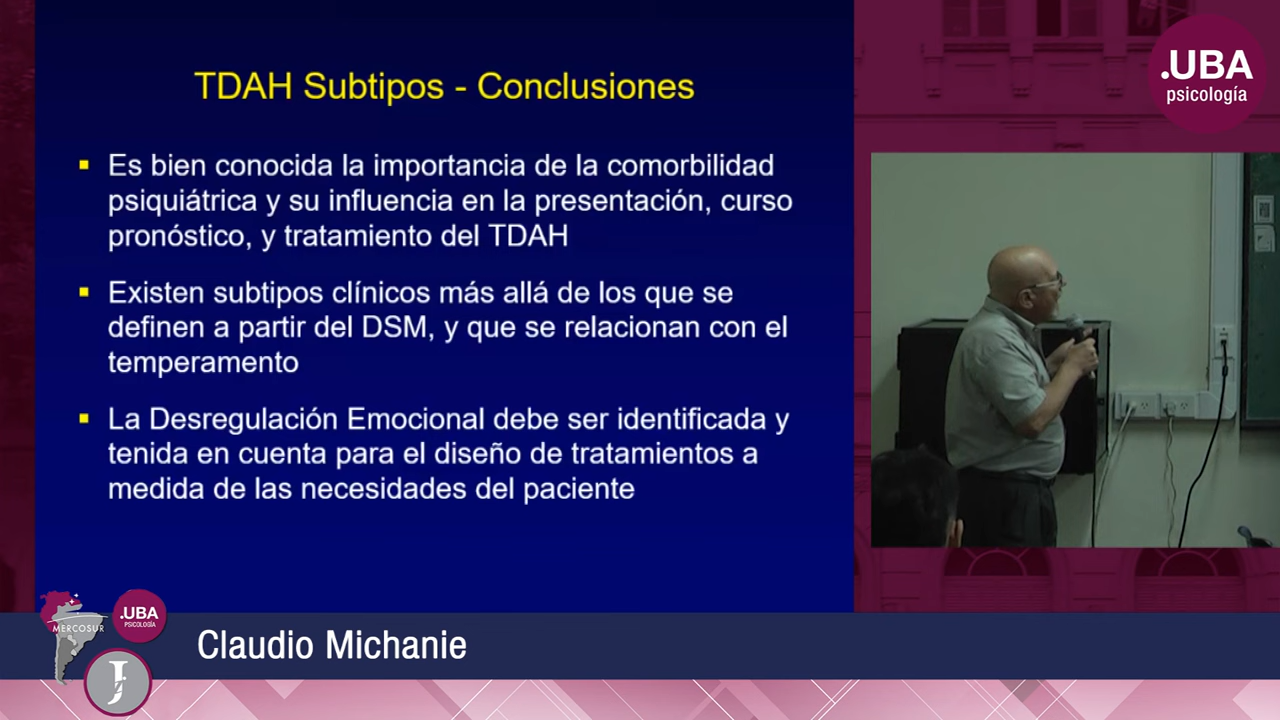 TDAH Subtipos - Conclusiones
Es bien conocida la importancia de la comorbilidad
psiquiátrica y su influencia en la presentación, curso
pronóstico, y tratamiento del TDAH
Existen subtipos clínicos más allá de los que se
definen a partir del DSM, y que se relacionan con el
temperamento
La Desregulación Emocional debe ser identificada y
tenida en cuenta para el diseño de tratamientos a
medida de las necesidades del paciente
.UBA
psicología
MERCOSUR
.UBA
PSICOLOGÍA
Claudio Michanie